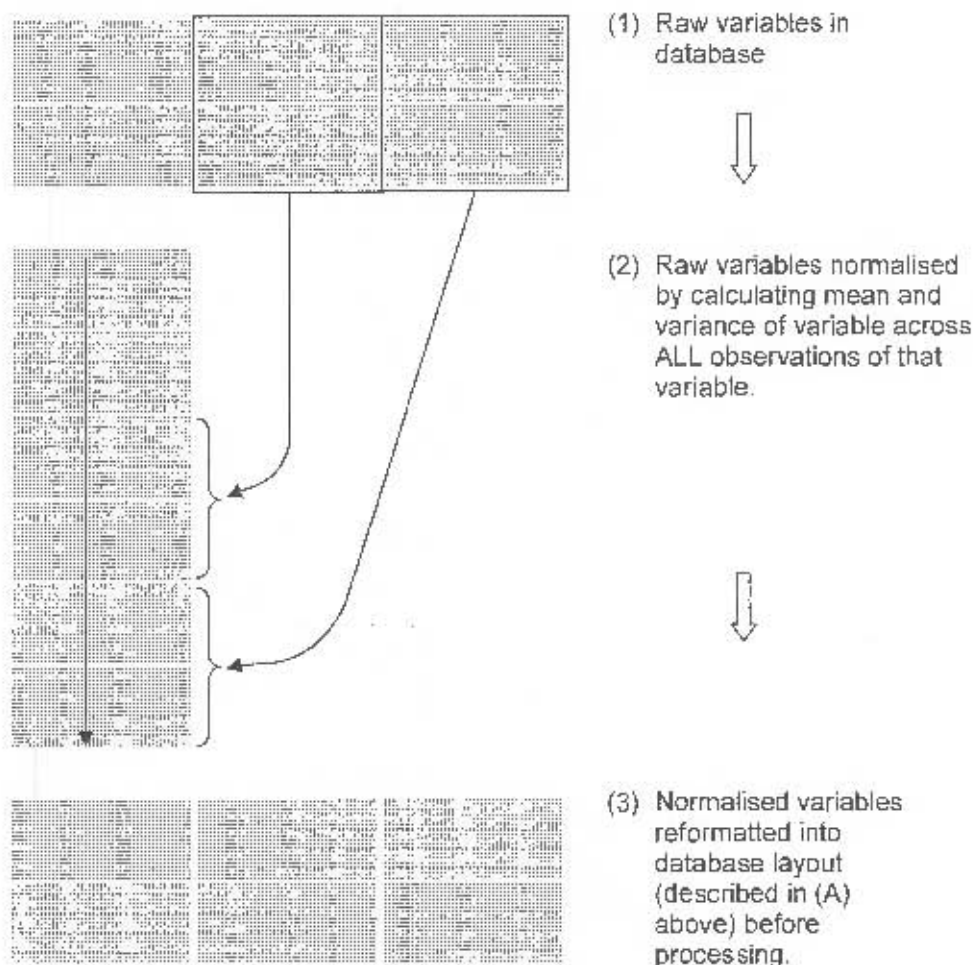 (1) Raw variables in
database
(2) Raw variables normalised
by calculating mean and
variance of variable across
ALL observations of that
variable.
(3) Normalised variables
reformatted into
database layout
(described in (A)
above) before
processing.